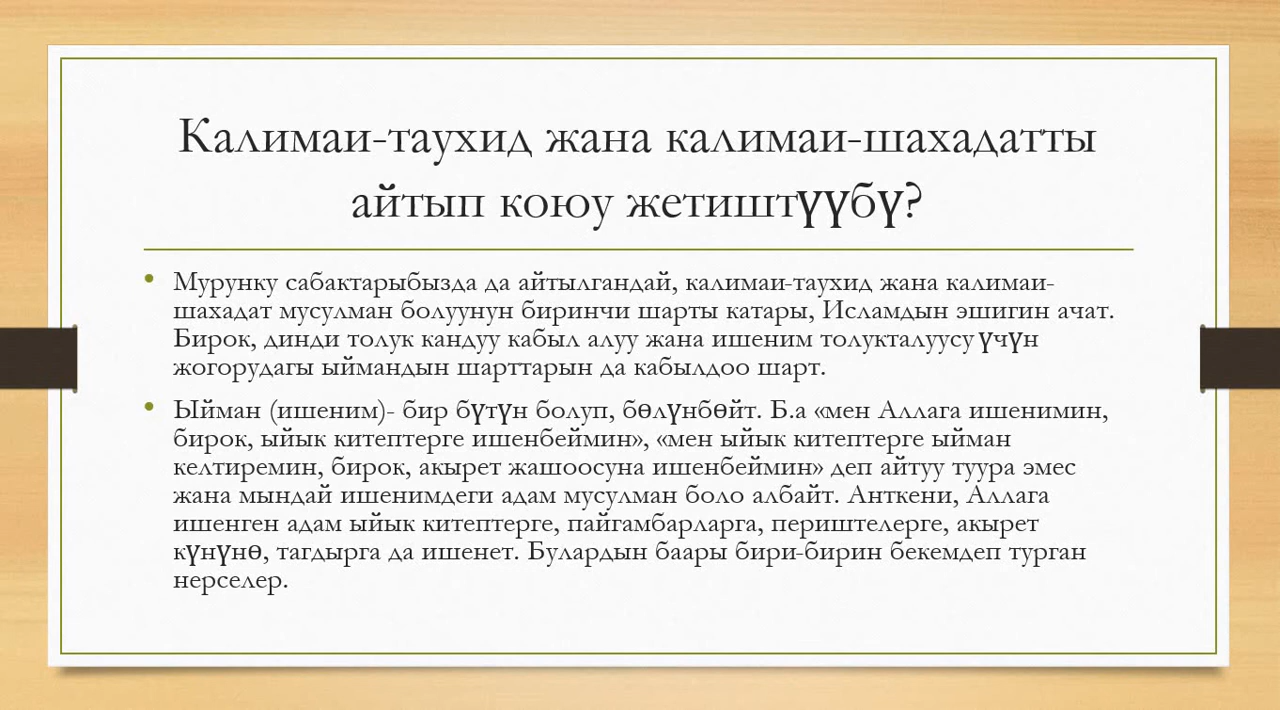 Калимаи-таухид жана калимаи-шахадатты
айтып коюу жетиштүүбү?
• Мурунку сабактарыбызда да айтылгандай, калимаи-таухид жана калимаи-
шахадат мусулман болуунун биринчи шарты катары, Исламдын эшигин ачат.
Бирок, динди толук кандуу кабыл алуу жана ишеним толукталуусу үчүн
жогорудагы ыймандын шарттарын да кабылдоо шарт.
• Ыйман (ишеним)- бир бүтүн болуп, бөлүнбөйт. Б.а «мен Аллага ишенимин,
бирок, ыйык китептерге ишенбеймин», «мен ыйык китептерге ыйман
келтиремин, бирок, акырет жашоосуна ишенбеймин» деп айтуу туура эмес
жана мындай ишенимдеги адам мусулман боло албайт. Анткени, Аллага
ишенген адам ыйык китептерге, пайгамбарларга, периштелерге, акырет
күнүнө, тагдырга да ишенет. Булардын баары бири-бирин бекемдеп турган
нерселер.